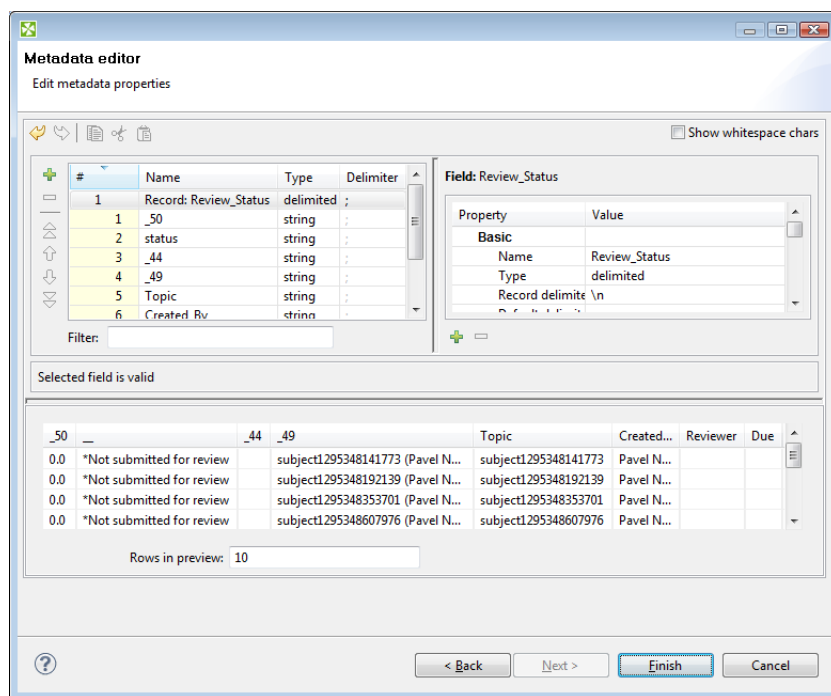 Metadata editor
Edit metadata properties
Show whitespace chars
# Name Type Delimiter
1 Record: Review_Status delimited ;
1 _50 string ;
2 status string ;
3 _44 string ;
4 _49 string ;
5 Topic string ;
6 Created_By string
Filter:
Field: Review_Status
Property Value
Basic
Name Review_Status
Type delimited
Record delimite \n
Selected field is valid
_50 __ _44 _49 Topic Created... Reviewer Due
0.0 *Not submitted for review subject1295348141773 (Pavel N... subject1295348141773 Pavel N...
0.0 *Not submitted for review subject1295348192139 (Pavel N... subject1295348192139 Pavel N...
0.0 *Not submitted for review subject1295348353701 (Pavel N... subject1295348353701 Pavel N...
0.0 *Not submitted for review subject1295348607976 (Pavel N... subject1295348607976 Pavel N...
Rows in preview: 10
? < Back Next > Finish Cancel